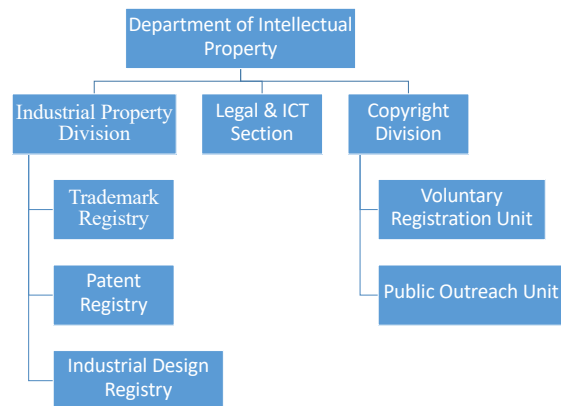 Department of Intellectual
Property
Industrial Property
Division
Legal & ICT
Section
Copyright
Division
Trademark
Registry
Voluntary
Registration Unit
Patent
Registry
Public Outreach Unit
Industrial Design
Registry